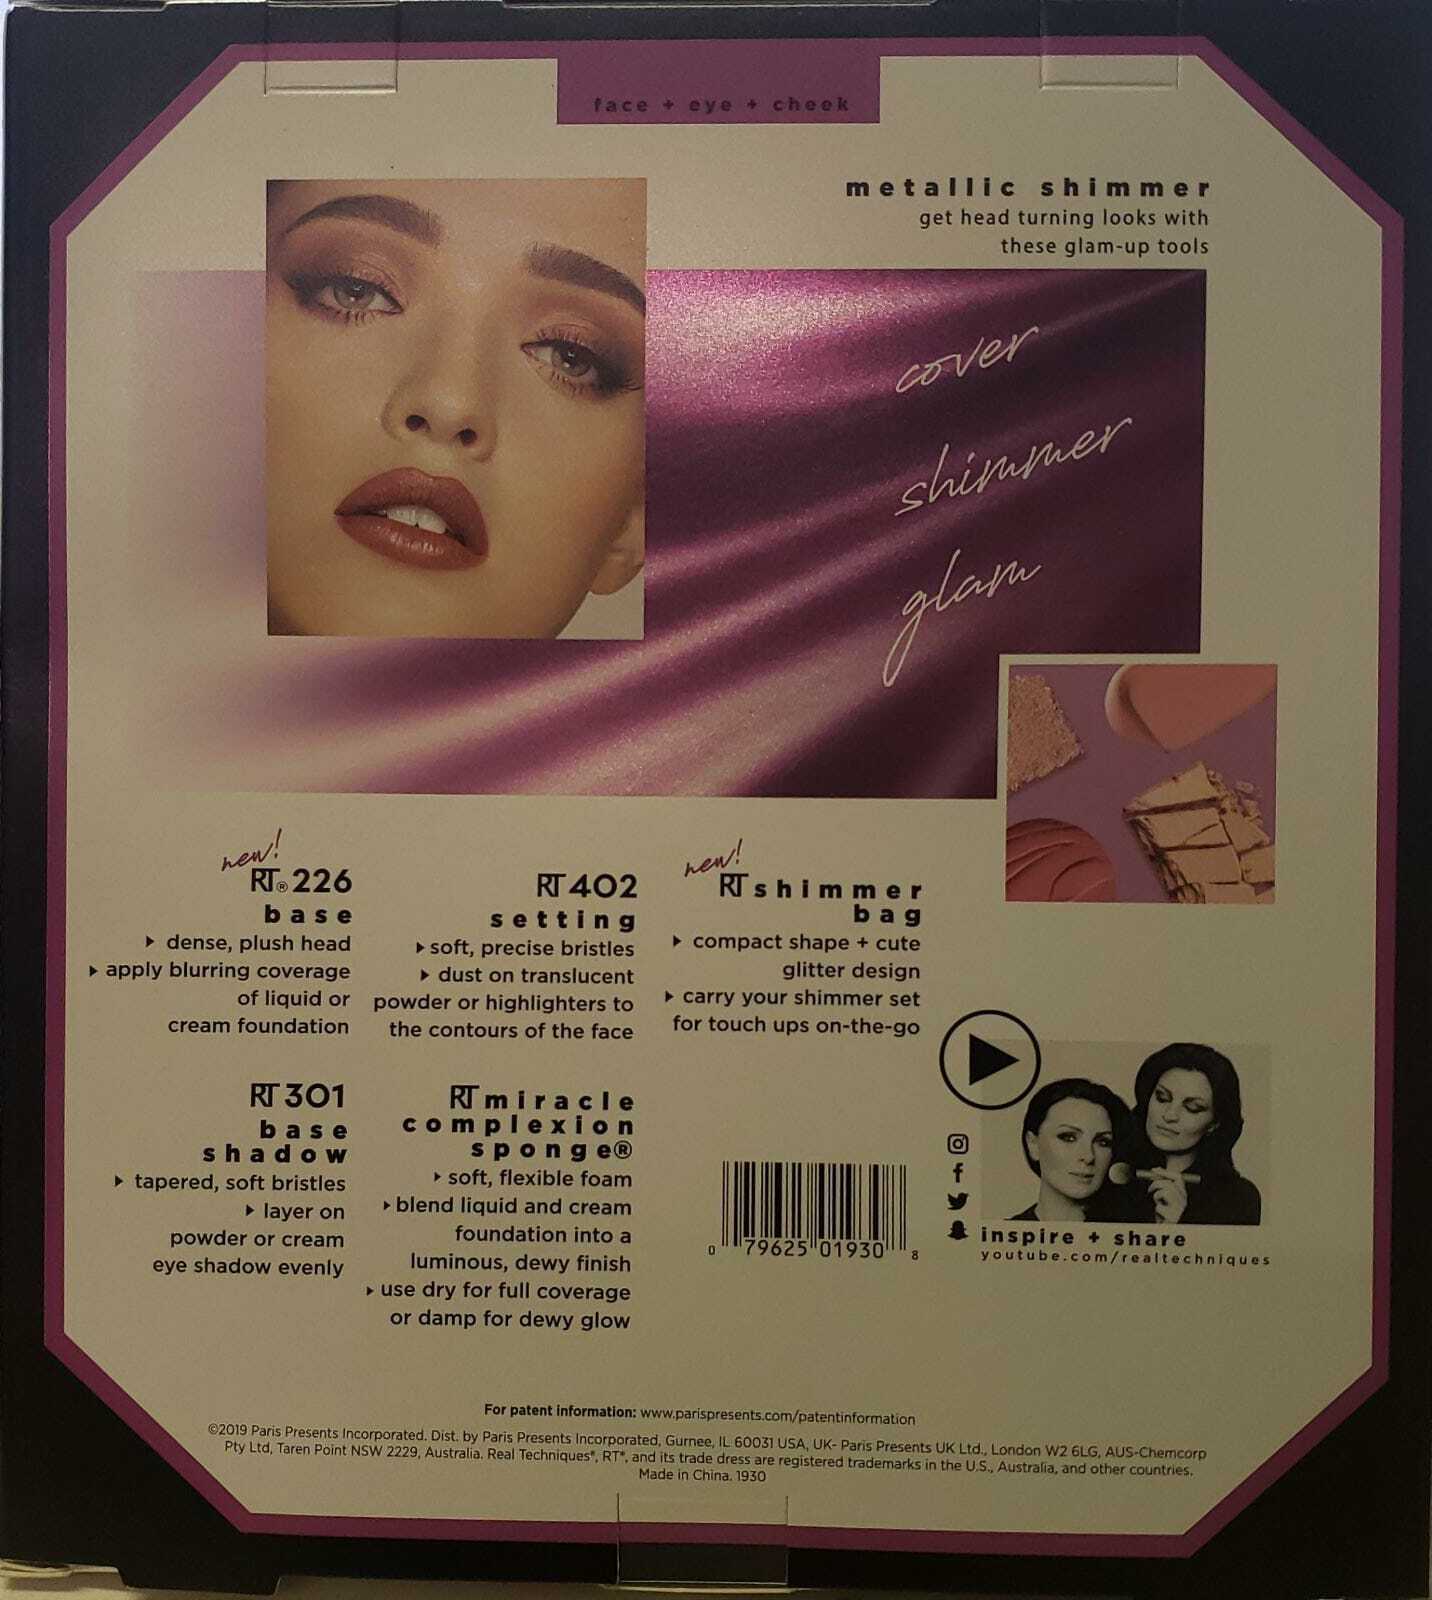 face + eye + cheek
metallic shimmer
get head turning looks with
these glam-up tools
cover
shimmer
glam
new!
RT® 226
base
▸ dense, plush head
▸ apply blurring coverage
of liquid or
cream foundation
RT 402
setting
▸ soft, precise bristles
▸ dust on translucent
powder or highlighters to
the contours of the face
new!
RT shimmer
bag
▸ compact shape + cute
glitter design
▸ carry your shimmer set
for touch ups on-the-go
RT 301
base
shadow
▸ tapered, soft bristles
▸ layer on
powder or cream
eye shadow evenly
RT miracle
complexion
sponge®
▸ soft, flexible foam
▸ blend liquid and cream
foundation into a
luminous, dewy finish
▸ use dry for full coverage
or damp for dewy glow
0 79625 01930 8
inspire + share
youtube.com/realtechniques
For patent information: www.parispresents.com/patentinformation
©2019 Paris Presents Incorporated. Dist. by Paris Presents Incorporated, Gurnee, IL 60031 USA, UK- Paris Presents UK Ltd., London W2 6LG, AUS-Chemcorp
Pty Ltd, Taren Point NSW 2229, Australia. Real Techniques®, RT®, and its trade dress are registered trademarks in the U.S., Australia, and other countries.
Made in China. 1930